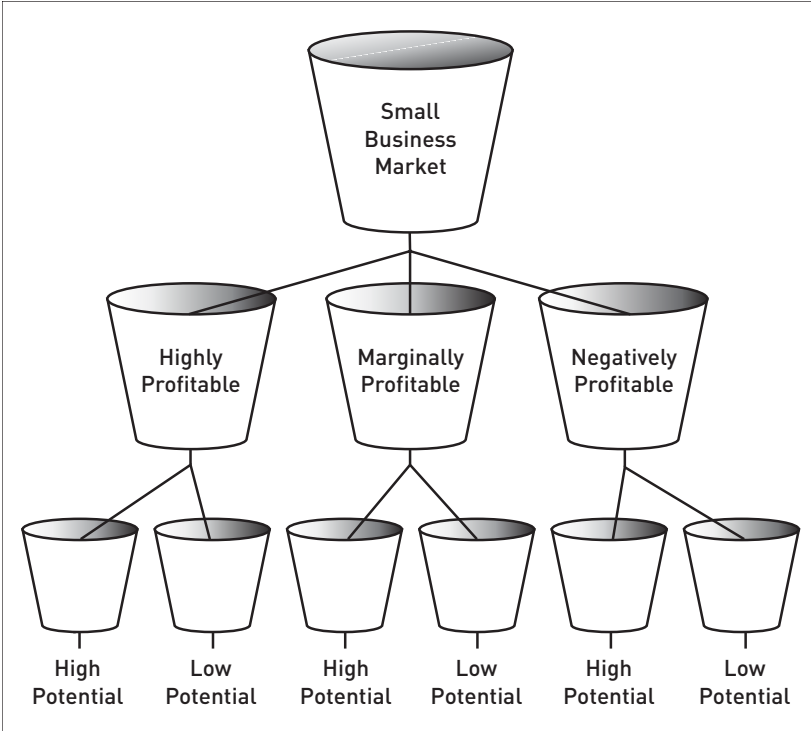 Small
Business
Market
Highly
Profitable
Marginally
Profitable
Negatively
Profitable
High
Potential
Low
Potential
High
Potential
Low
Potential
High
Potential
Low
Potential